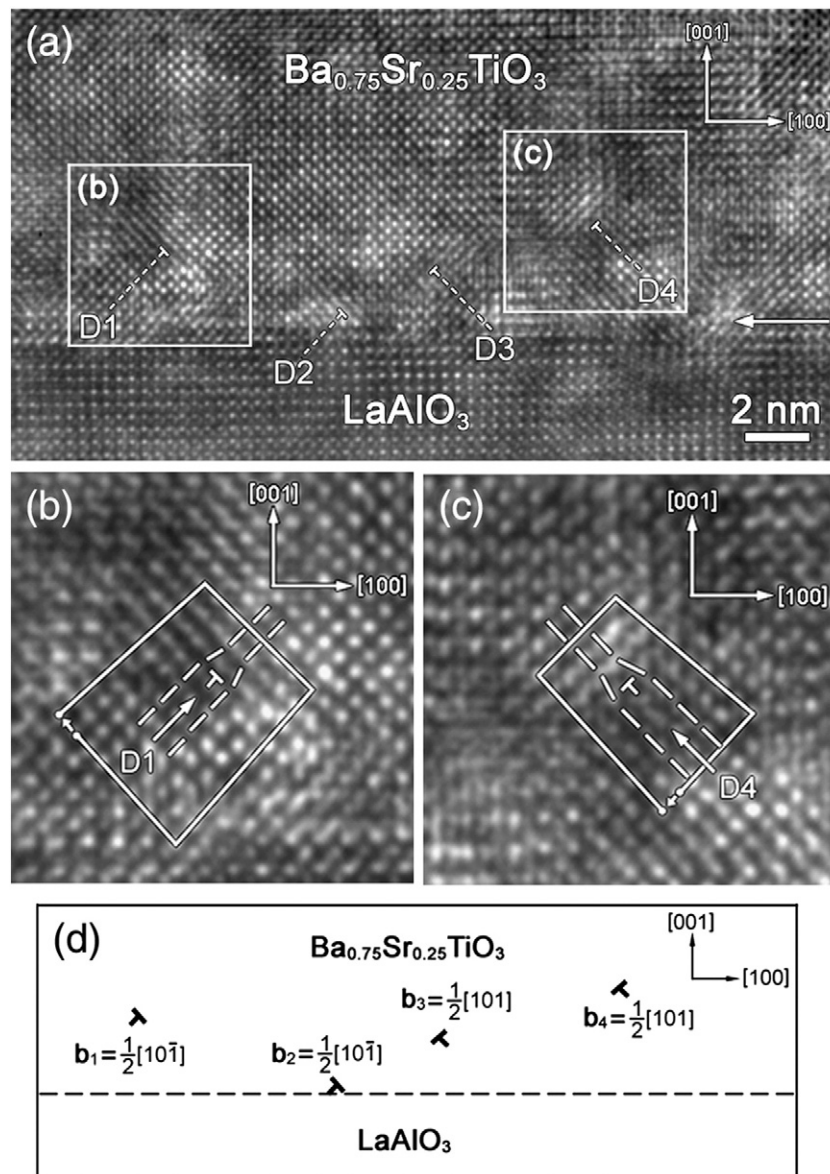 (a)
Ba0.75Sr0.25TiO3
[001]
[100]
(b)
(c)
D1
D2
D3
D4
LaAlO3
2 nm
(b)
[001]
[100]
D1
(c)
[001]
[100]
D4
(d)
Ba0.75Sr0.25TiO3
[001]
[100]
b1=1/2[101̄]
b2=1/2[101̄]
b3=1/2[101]
b4=1/2[101]
LaAlO3